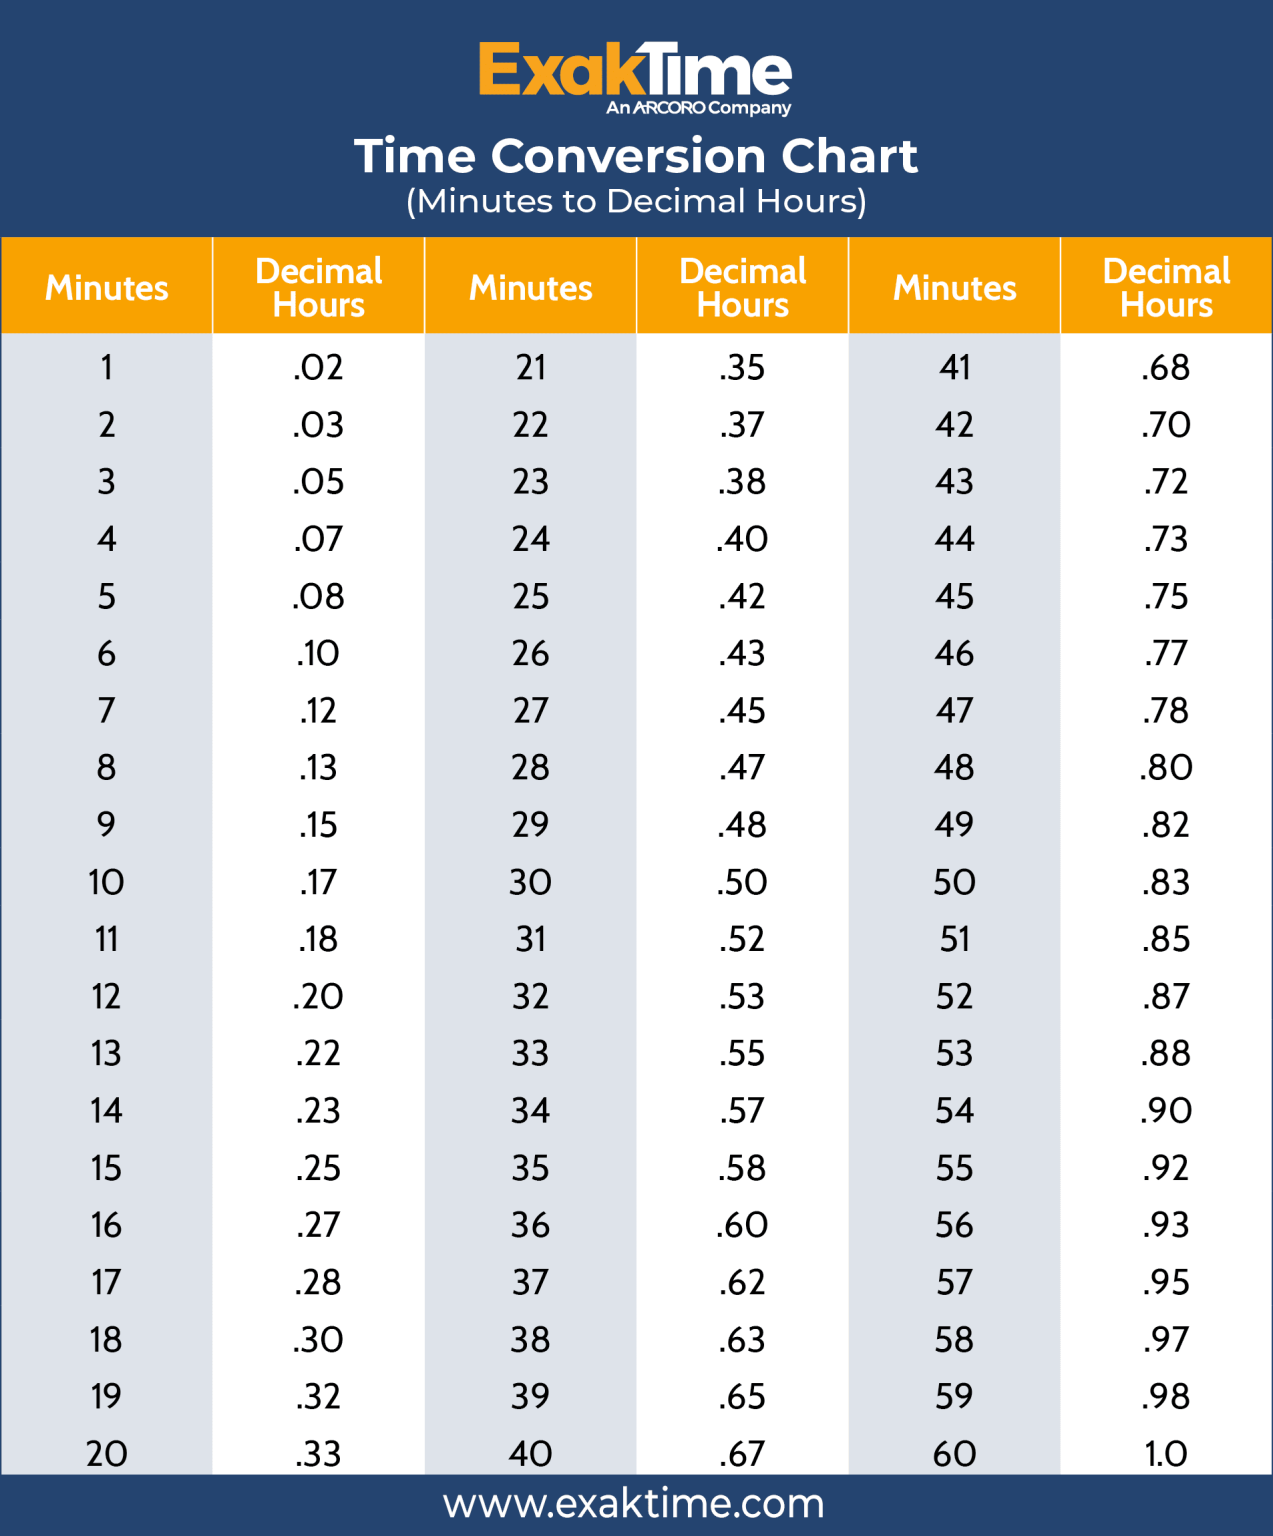 ExakTime
An ARCORO Company
Time Conversion Chart
(Minutes to Decimal Hours)
Minutes Decimal Hours Minutes Decimal Hours Minutes Decimal Hours
1 .02 21 .35 41 .68
2 .03 22 .37 42 .70
3 .05 23 .38 43 .72
4 .07 24 .40 44 .73
5 .08 25 .42 45 .75
6 .10 26 .43 46 .77
7 .12 27 .45 47 .78
8 .13 28 .47 48 .80
9 .15 29 .48 49 .82
10 .17 30 .50 50 .83
11 .18 31 .52 51 .85
12 .20 32 .53 52 .87
13 .22 33 .55 53 .88
14 .23 34 .57 54 .90
15 .25 35 .58 55 .92
16 .27 36 .60 56 .93
17 .28 37 .62 57 .95
18 .30 38 .63 58 .97
19 .32 39 .65 59 .98
20 .33 40 .67 60 1.0
www.exaktime.com